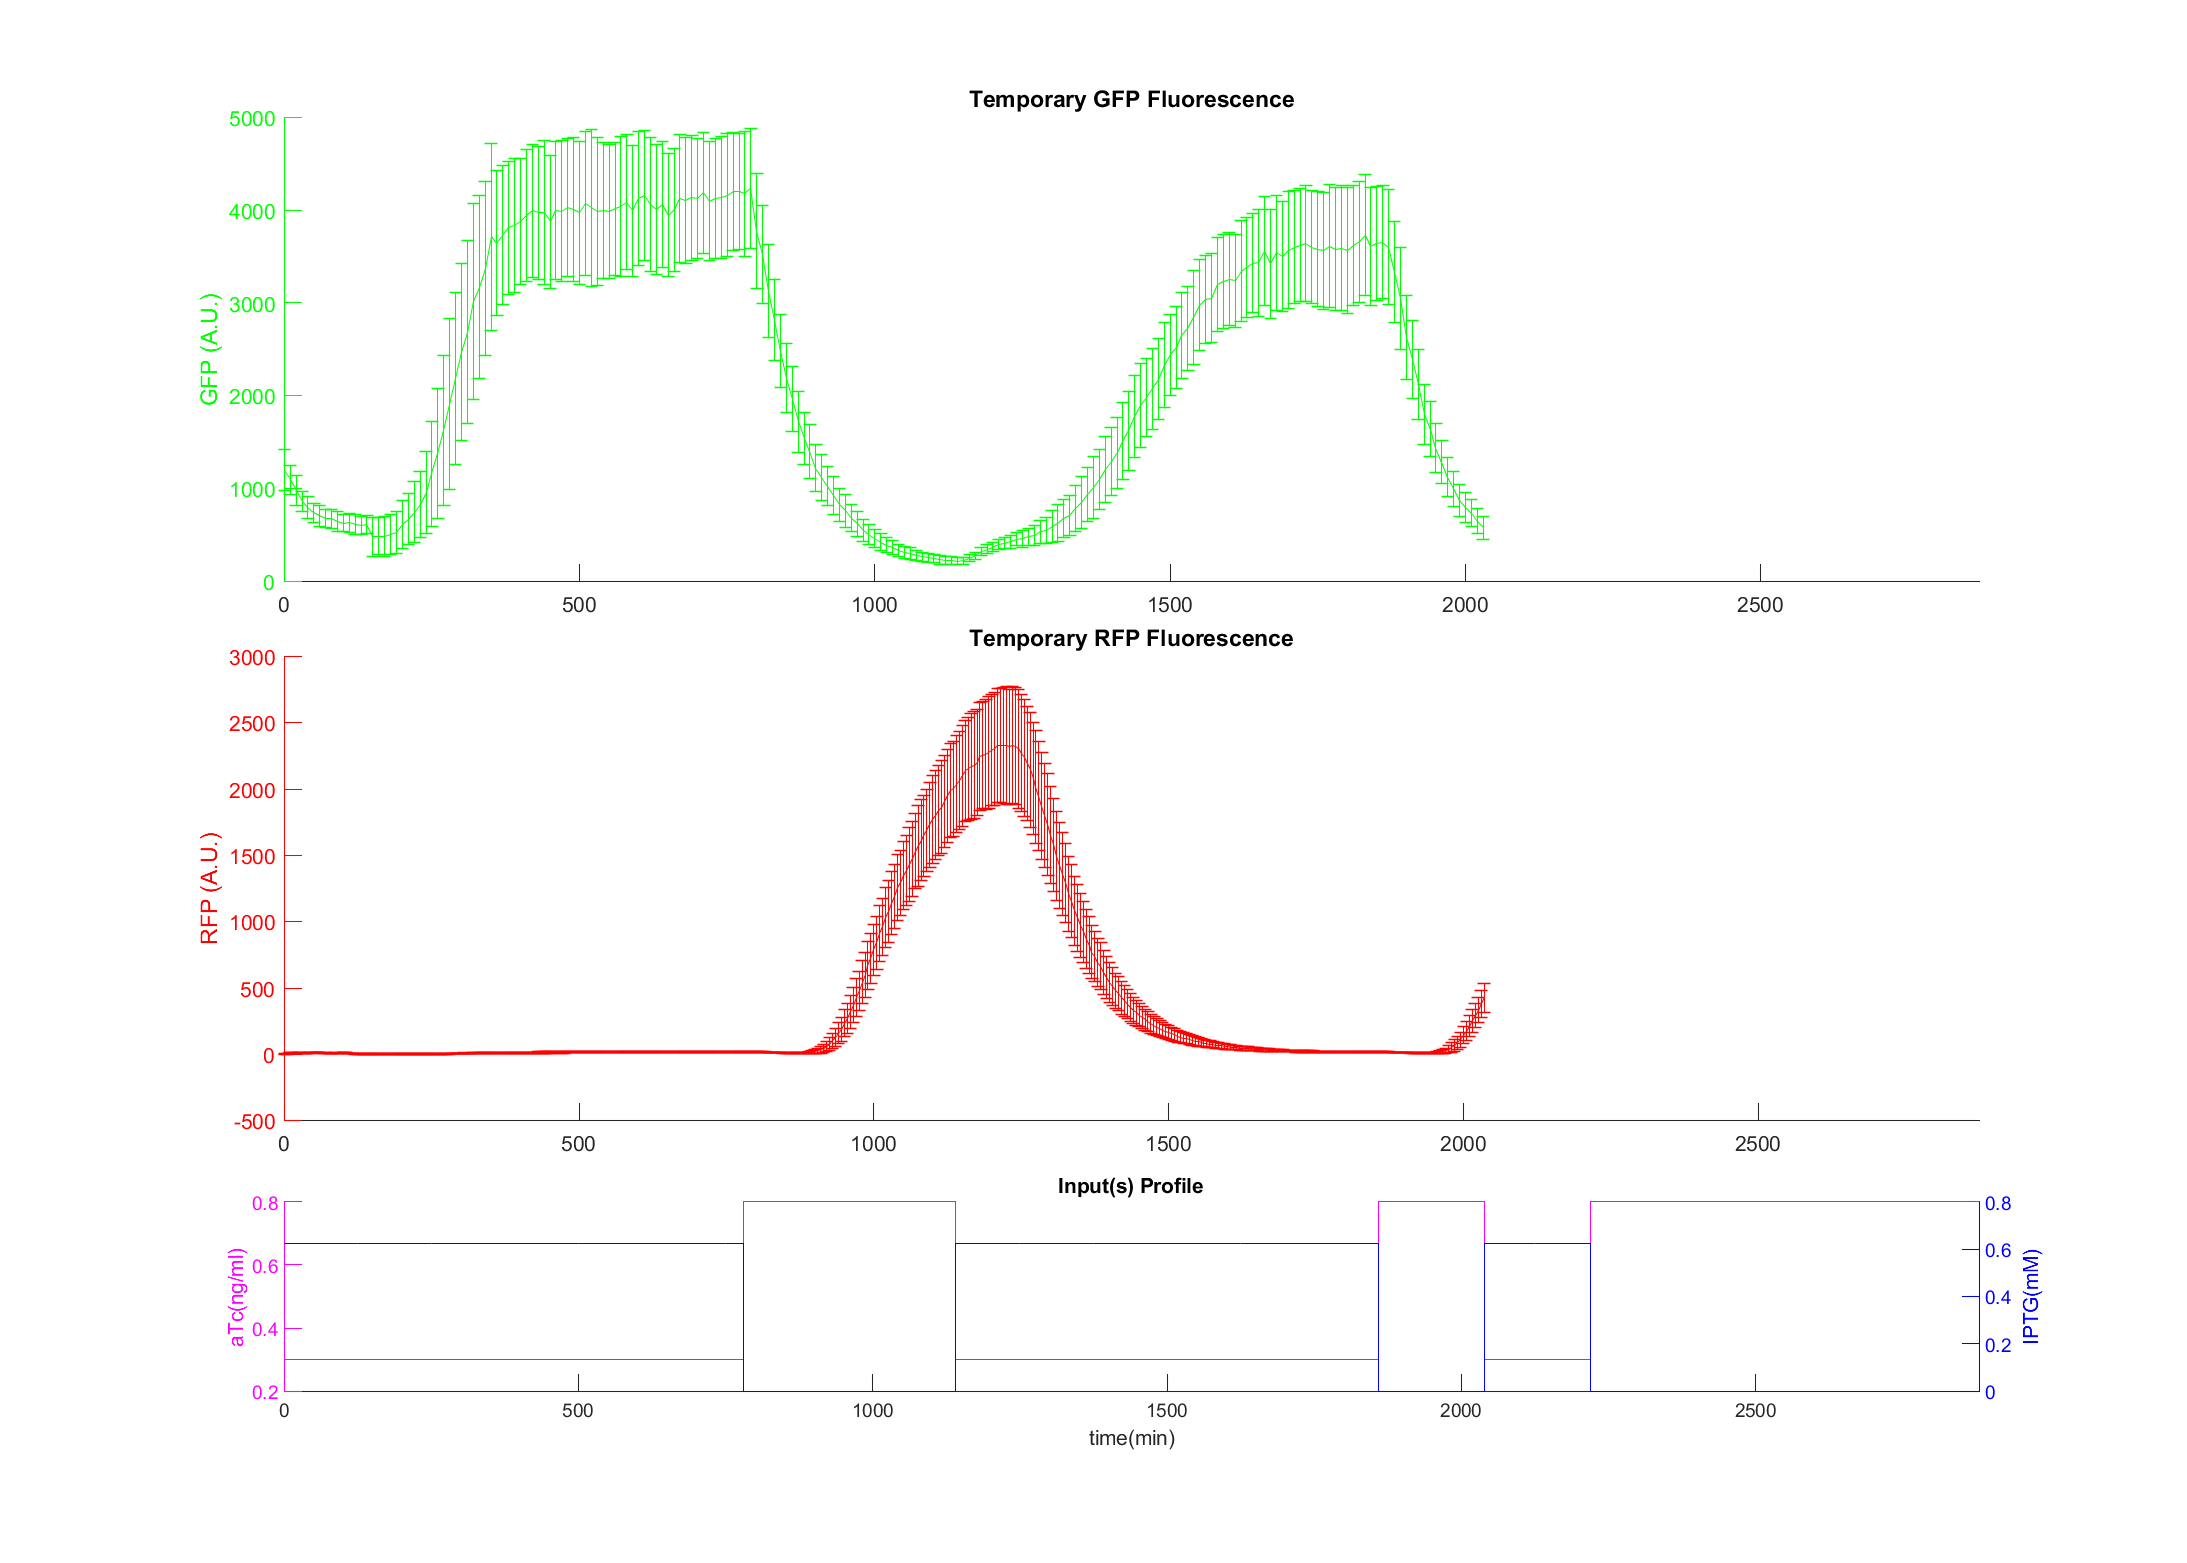 Temporary GFP Fluorescence
5000
4000
3000
2000
1000
0
GFP (A.U.)
0 500 1000 1500 2000 2500
Temporary RFP Fluorescence
3000
2500
2000
1500
1000
500
0
-500
RFP (A.U.)
0 500 1000 1500 2000 2500
Input(s) Profile
0.8
0.6
0.4
0.2
aTc(ng/ml)
0.8
0.6
0.4
0.2
0
IPTG(mM)
0 500 1000 1500 2000 2500
time(min)